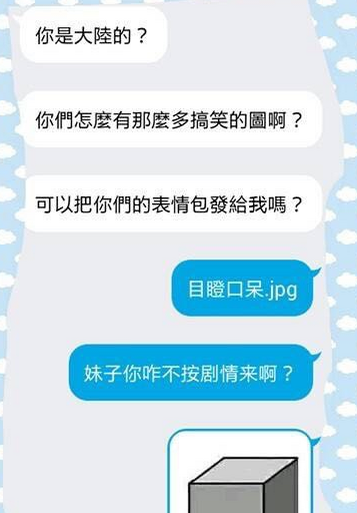 你是大陸的？
你們怎麼有那麼多搞笑的圖啊？
可以把你們的表情包發給我嗎？
目瞪口呆.jpg
妹子你咋不按剧情来啊？